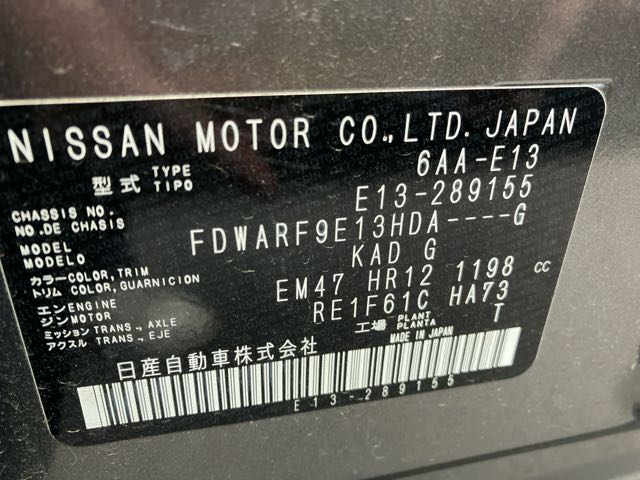 NISSAN MOTOR CO.,LTD.JAPAN
型式 TYPE TIPO 6AA-E13
CHASSIS NO. NO.DE CHASIS E13-289155
MODEL MODELO FDWARF9E13HDA----G
カラー COLOR, TRIM トリム COLOR, GUARNICION KAD G
エンジン ENGINE MOTOR EM47 HR12 1198 cc
ミッション TRANS., AXLE アクスル TRANS., EJE RE1F61C HA73
工場 PLANT PLANTA T
MADE IN JAPAN
日産自動車株式会社
E13-289155